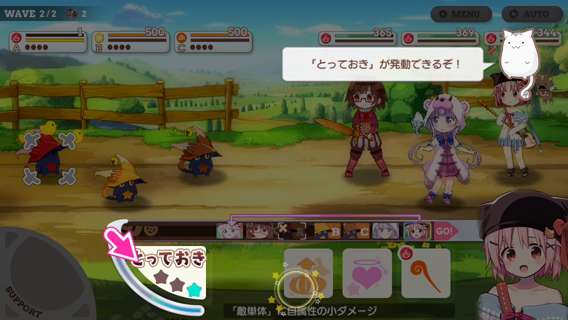 WAVE 2/2 2
MENU
AUTO
1
500
500
365
369
344
A
B
C
「とっておき」が発動できるぞ！
GO!
とっておき
SUPPORT
「敵単体」に自属性の小ダメージ